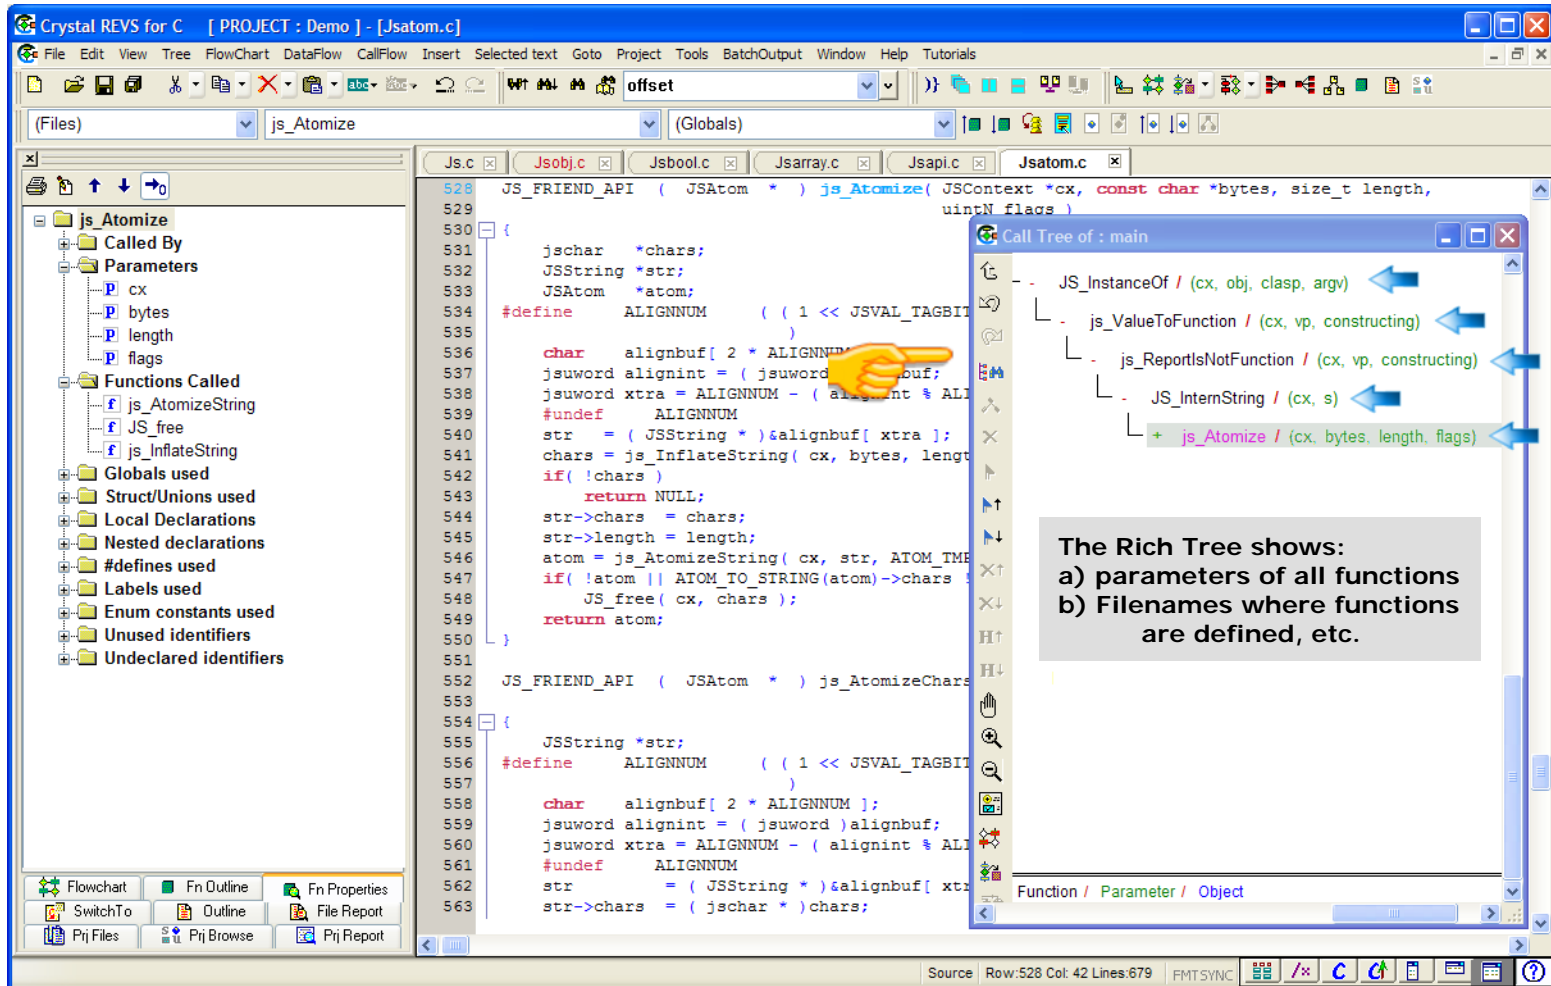 Crystal REVS for C [ PROJECT : Demo ] - [Jsatom.c]
File Edit View Tree FlowChart DataFlow CallFlow Insert Selected text Goto Project Tools BatchOutput Window Help Tutorials
offset
(Files) js_Atomize (Globals)
Js.c Jsobj.c Jsbool.c Jsarray.c Jsapi.c Jsatom.c
js_Atomize
Called By
Parameters
P cx
P bytes
P length
P flags
Functions Called
f js_AtomizeString
f JS_free
f js_InflateString
Globals used
Struct/Unions used
Local Declarations
Nested declarations
#defines used
Labels used
Enum constants used
Unused identifiers
Undeclared identifiers
Flowchart Fn Outline Fn Properties
SwitchTo Outline File Report
Prj Files Prj Browse Prj Report
528 JS_FRIEND_API ( JSAtom * ) js_Atomize( JSContext *cx, const char *bytes, size_t length,
529 uintN flags )
530 {
531 jschar *chars;
532 JSString *str;
533 JSAtom *atom;
534 #define ALIGNNUM ( ( 1 << JSVAL_TAGBIT
535 )
536 char alignbuf[ 2 * ALIGNNUM
537 jsuword alignint = ( jsuword buf;
538 jsuword xtra = ALIGNNUM - ( alignint % ALI
539 #undef ALIGNNUM
540 str = ( JSString * )&alignbuf[ xtra ];
541 chars = js_InflateString( cx, bytes, lengt
542 if( !chars )
543 return NULL;
544 str->chars = chars;
545 str->length = length;
546 atom = js_AtomizeString( cx, str, ATOM_TMP
547 if( !atom || ATOM_TO_STRING(atom)->chars !
548 JS_free( cx, chars );
549 return atom;
550 }
551
552 JS_FRIEND_API ( JSAtom * ) js_AtomizeChars
553
554 {
555 JSString *str;
556 #define ALIGNNUM ( ( 1 << JSVAL_TAGBIT
557 )
558 char alignbuf[ 2 * ALIGNNUM ];
559 jsuword alignint = ( jsuword )alignbuf;
560 jsuword xtra = ALIGNNUM - ( alignint % ALI
561 #undef ALIGNNUM
562 str = ( JSString * )&alignbuf[ xtr
563 str->chars = ( jschar * )chars;
Call Tree of : main
- JS_InstanceOf / (cx, obj, clasp, argv)
- js_ValueToFunction / (cx, vp, constructing)
- js_ReportIsNotFunction / (cx, vp, constructing)
- JS_InternString / (cx, s)
+ js_Atomize / (cx, bytes, length, flags)
The Rich Tree shows:
a) parameters of all functions
b) Filenames where functions
are defined, etc.
Function / Parameter / Object
Source Row:528 Col: 42 Lines:679 FMTSYNC